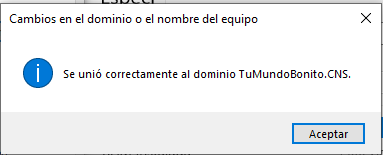 Cambios en el dominio o el nombre del equipo
Se unió correctamente al dominio TuMundoBonito.CNS.
Aceptar